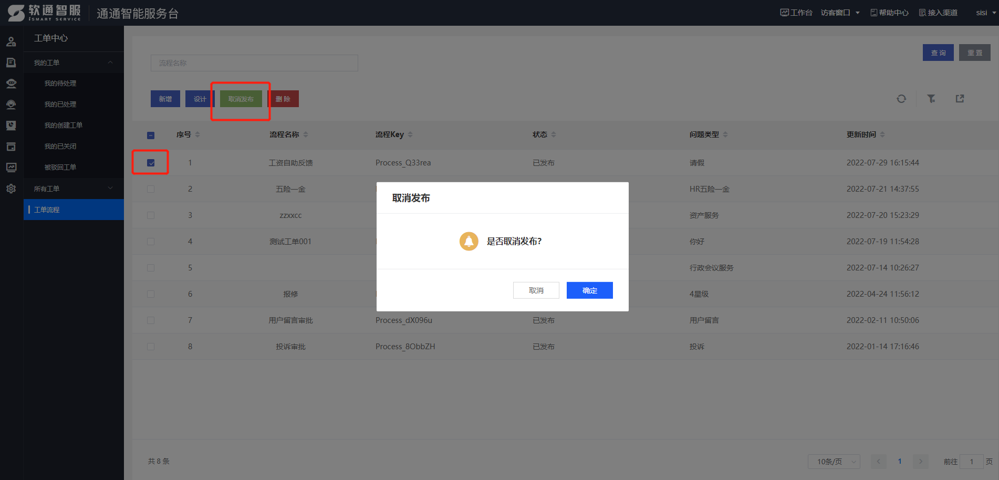 软通智服
iSMART SERVICE
通通智能服务台
工作台 访客窗口 帮助中心 接入渠道 sisi
工单中心
我的工单
我的待处理
我的已处理
我的创建工单
我的已关闭
被驳回工单
所有工单
工单流程
流程名称
查询 重置
新增 设计 取消发布 删除
序号 流程名称 流程Key 状态 问题类型 更新时间
1 工资自助反馈 Process_Q33rea 已发布 请假 2022-07-29 16:15:44
2 五险一金 HR五险一金 2022-07-21 14:37:55
3 zzxxcc 资产服务 2022-07-20 15:23:29
4 测试工单001 你好 2022-07-19 11:54:28
5 行政会议服务 2022-07-14 10:26:27
6 报修 4星级 2022-04-24 11:56:12
7 用户留言审批 Process_dX096u 已发布 用户留言 2022-02-11 10:50:06
8 投诉审批 Process_8ObbZH 已发布 投诉 2022-01-14 17:16:46
取消发布
是否取消发布?
取消 确定
共 8 条
10条/页 1 前往 1 页